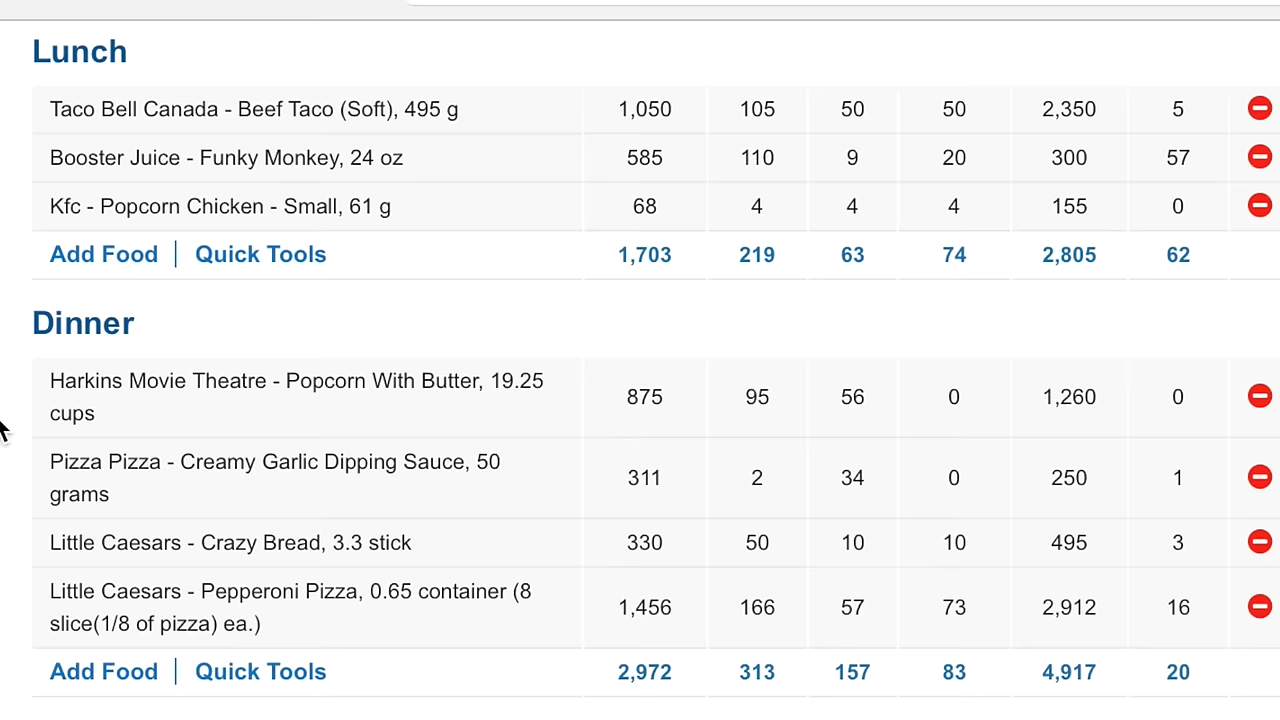 Lunch
Taco Bell Canada - Beef Taco (Soft), 495 g 1,050 105 50 50 2,350 5
Booster Juice - Funky Monkey, 24 oz 585 110 9 20 300 57
Kfc - Popcorn Chicken - Small, 61 g 68 4 4 4 155 0
Add Food | Quick Tools 1,703 219 63 74 2,805 62
Dinner
Harkins Movie Theatre - Popcorn With Butter, 19.25
cups 875 95 56 0 1,260 0
Pizza Pizza - Creamy Garlic Dipping Sauce, 50
grams 311 2 34 0 250 1
Little Caesars - Crazy Bread, 3.3 stick 330 50 10 10 495 3
Little Caesars - Pepperoni Pizza, 0.65 container (8
slice(1/8 of pizza) ea.) 1,456 166 57 73 2,912 16
Add Food | Quick Tools 2,972 313 157 83 4,917 20